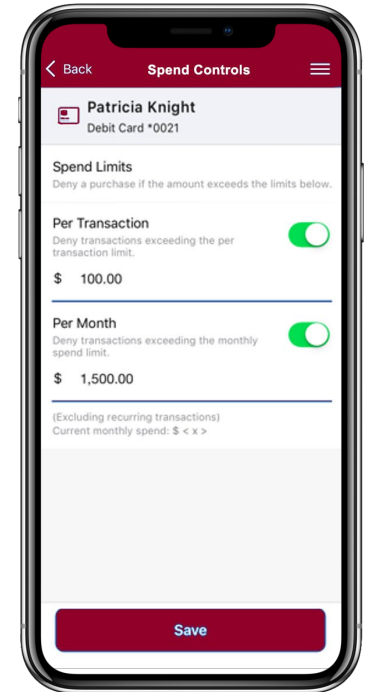 Back Spend Controls
Patricia Knight
Debit Card *0021
Spend Limits
Deny a purchase if the amount exceeds the limits below.
Per Transaction
Deny transactions exceeding the per
transaction limit.
$ 100.00
Per Month
Deny transactions exceeding the monthly
spend limit.
$ 1,500.00
(Excluding recurring transactions)
Current monthly spend: $ < x >
Save